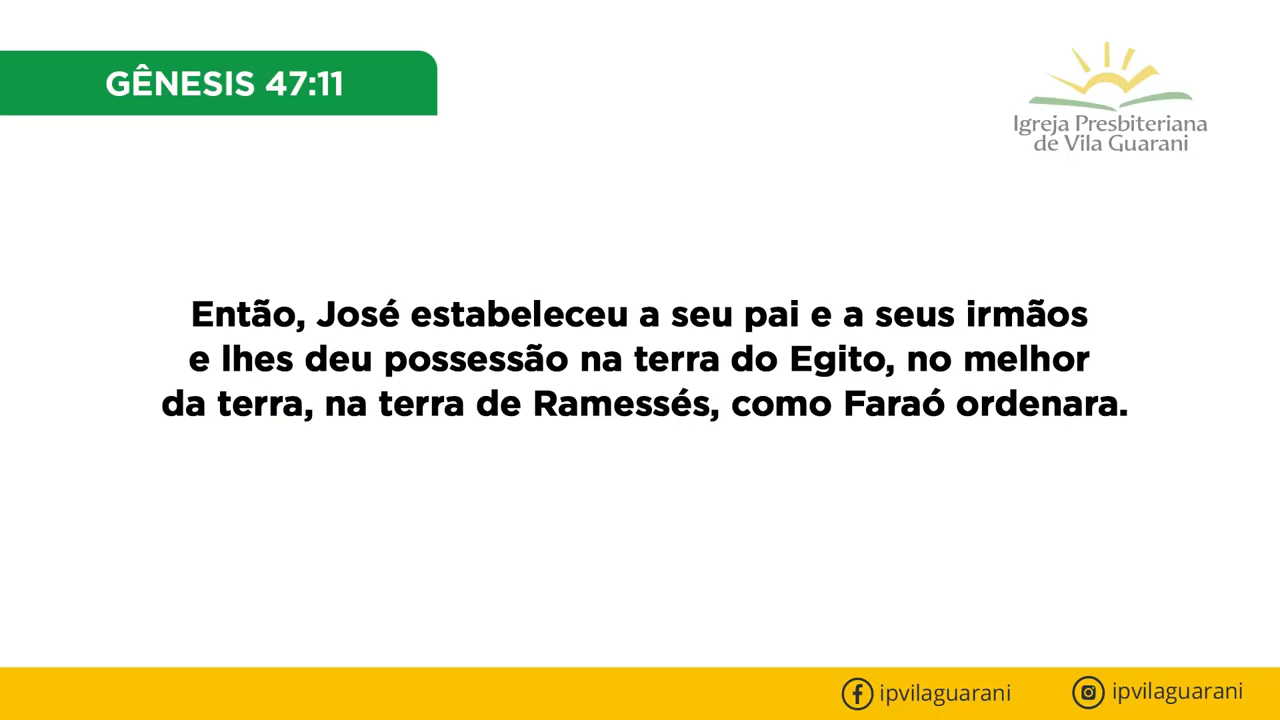 GÊNESIS 47:11
Igreja Presbiteriana
de Vila Guarani
Então, José estabeleceu a seu pai e a seus irmãos
e lhes deu possessão na terra do Egito, no melhor
da terra, na terra de Ramessés, como Faraó ordenara.
ipvilaguarani
ipvilaguarani